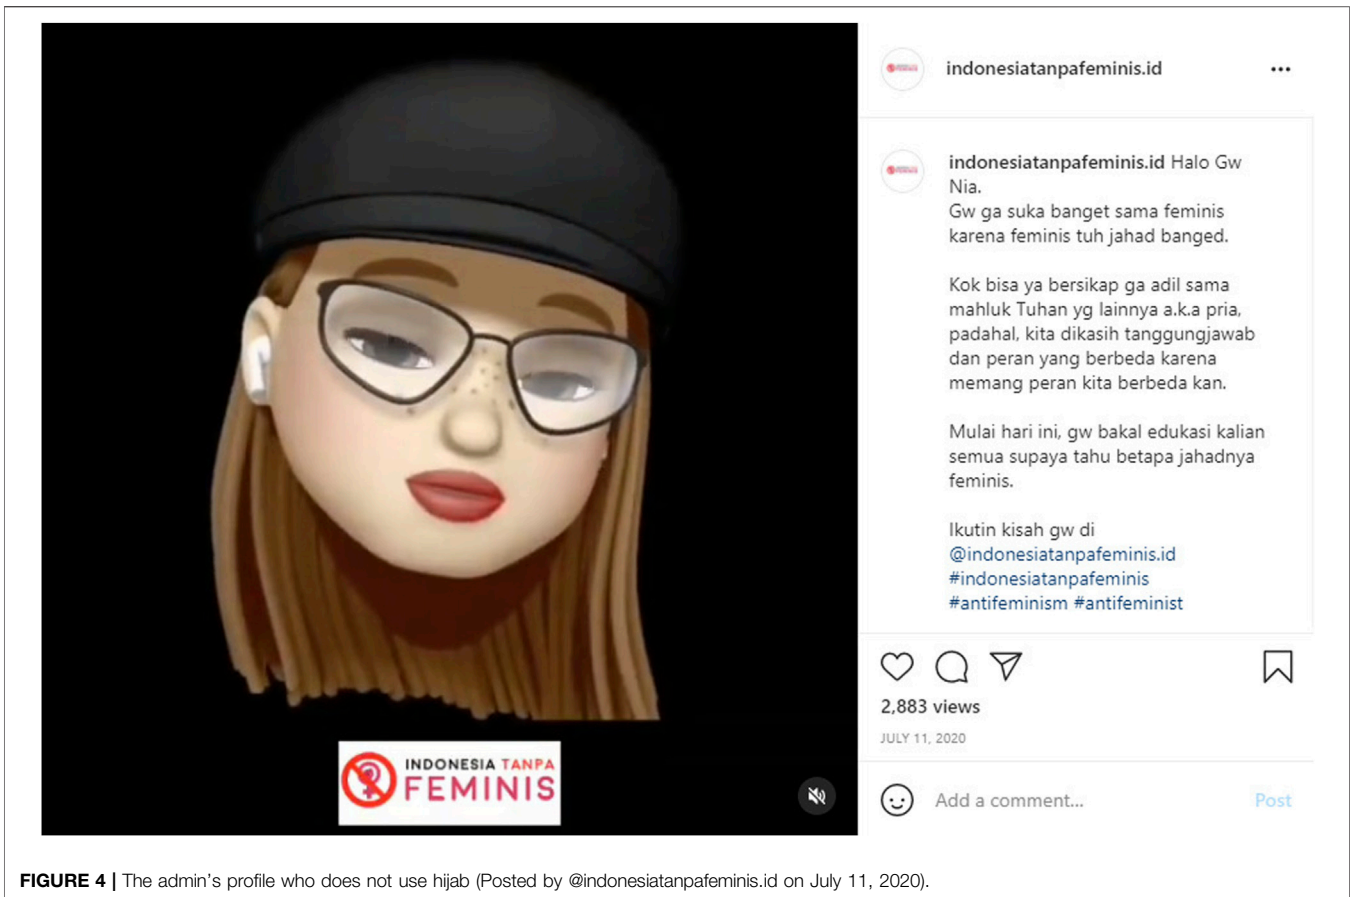 indonesiatanpafeminis.id
indonesiatanpafeminis.id Halo Gw
Nia.
Gw ga suka banget sama feminis
karena feminis tuh jahad banged.
Kok bisa ya bersikap ga adil sama
mahluk Tuhan yg lainnya a.k.a pria,
padahal, kita dikasih tanggungjawab
dan peran yang berbeda karena
memang peran kita berbeda kan.
Mulai hari ini, gw bakal edukasi kalian
semua supaya tahu betapa jahadnya
feminis.
Ikutin kisah gw di
@indonesiatanpafeminis.id
#indonesiatanpafeminis
#antifeminism #antifeminist
2,883 views
JULY 11, 2020
Add a comment... Post
INDONESIA TANPA
FEMINIS
FIGURE 4 | The admin's profile who does not use hijab (Posted by @indonesiatanpafeminis.id on July 11, 2020).